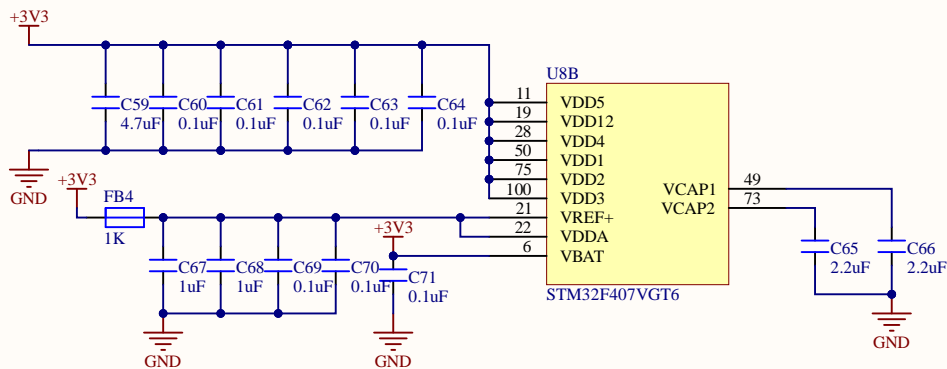 +3V3
C59
4.7uF
C60
0.1uF
C61
0.1uF
C62
0.1uF
C63
0.1uF
C64
0.1uF
GND
U8B
11 VDD5
19 VDD12
28 VDD4
50 VDD1
75 VDD2
100 VDD3
21 VREF+
22 VDDA
6 VBAT
VCAP1 49
VCAP2 73
STM32F407VGT6
+3V3
FB4
1K
C67
1uF
C68
1uF
C69
0.1uF
C70
0.1uF
GND
+3V3
C71
0.1uF
GND
C65
2.2uF
C66
2.2uF
GND